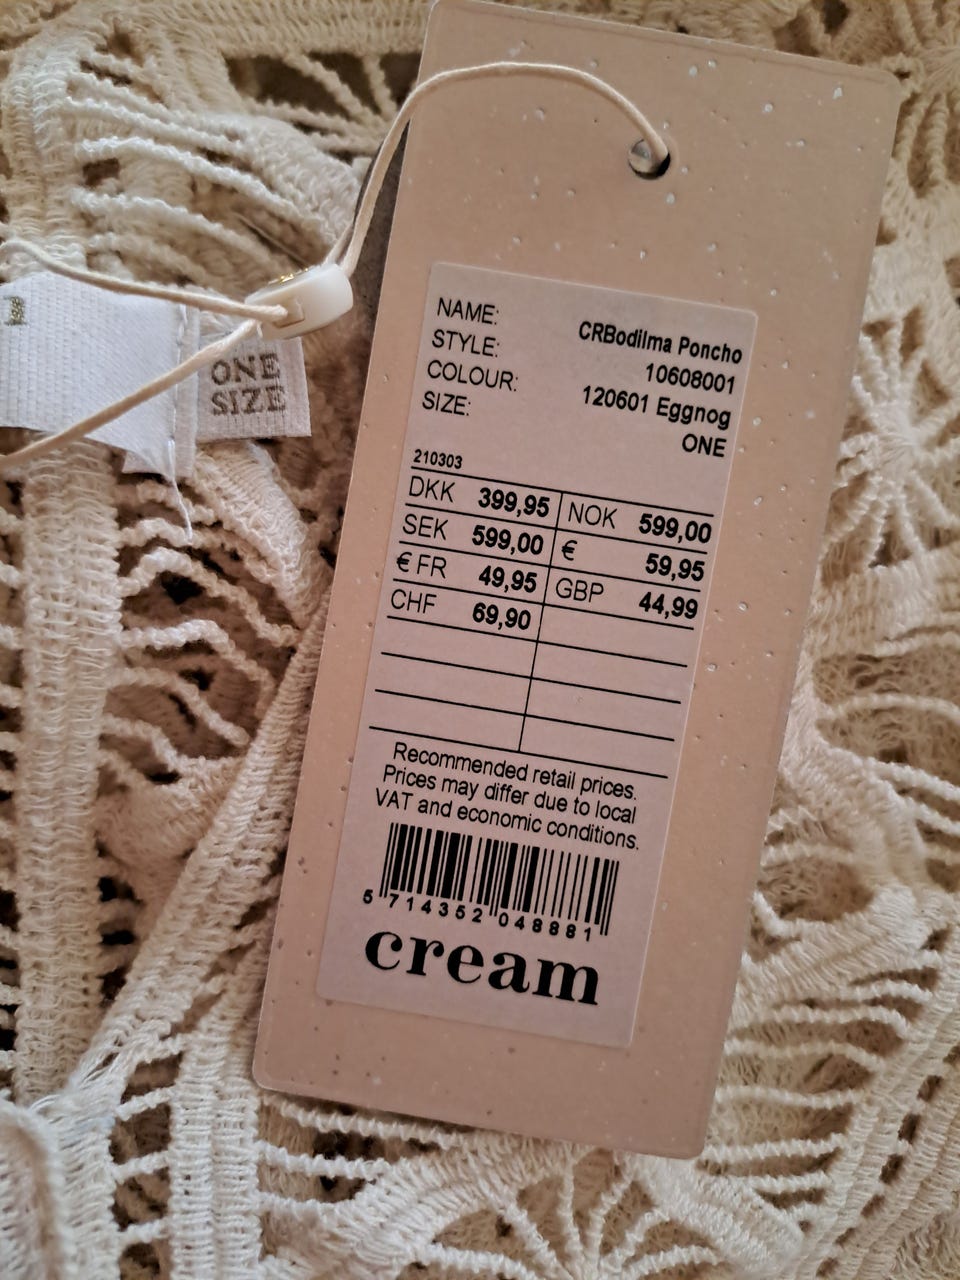 ONE
SIZE
NAME: CRBodilma Poncho
STYLE: 10608001
COLOUR: 120601 Eggnog
SIZE: ONE
210303
DKK 399,95 NOK 599,00
SEK 599,00 € 59,95
€ FR 49,95 GBP 44,99
CHF 69,90
Recommended retail prices.
Prices may differ due to local
VAT and economic conditions.
5 714352 048881
cream